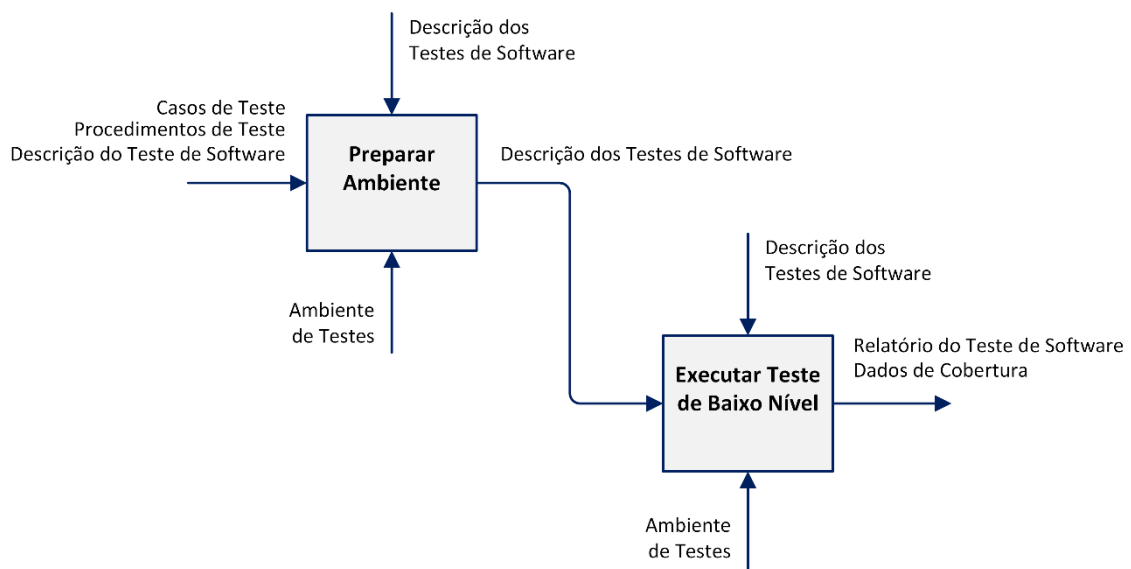 Descrição dos
Testes de Software
Casos de Teste
Procedimentos de Teste
Descrição do Teste de Software
Preparar
Ambiente
Descrição dos Testes de Software
Ambiente
de Testes
Descrição dos
Testes de Software
Executar Teste
de Baixo Nível
Relatório do Teste de Software
Dados de Cobertura
Ambiente
de Testes